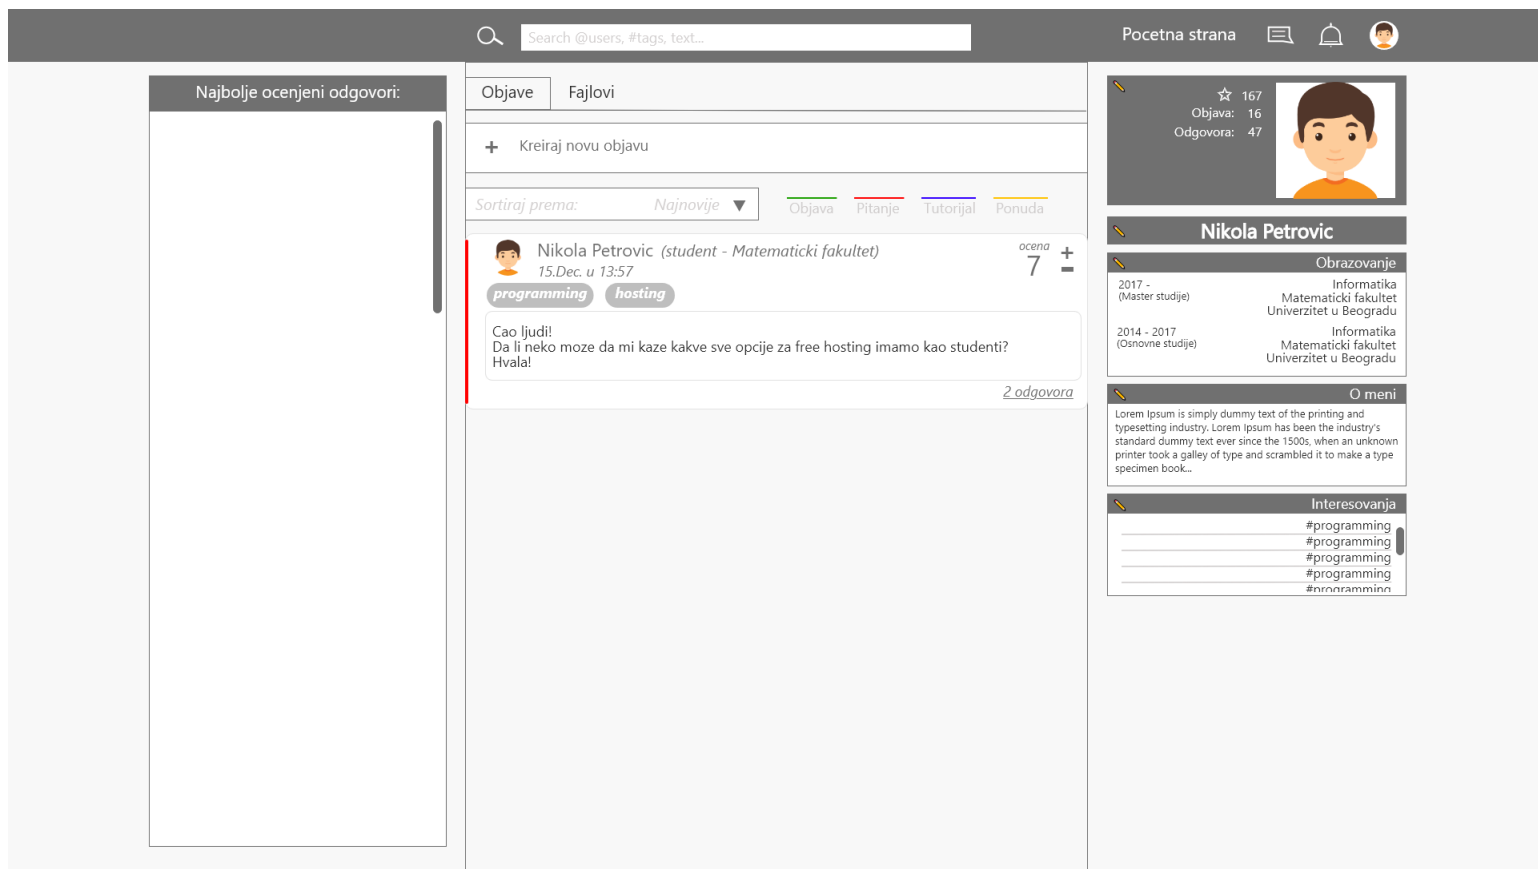 Search @users, #tags, text...
Pocetna strana
Najbolje ocenjeni odgovori:
Objave Fajlovi
+ Kreiraj novu objavu
Sortiraj prema: Najnovije ▼
Objava Pitanje Tutorijal Ponuda
Nikola Petrovic (student - Matematicki fakultet)
15.Dec. u 13:57
ocena
7
programming hosting
Cao ljudi!
Da li neko moze da mi kaze kakve sve opcije za free hosting imamo kao studenti?
Hvala!
2 odgovora
167
Objava: 16
Odgovora: 47
Nikola Petrovic
Obrazovanje
2017 - Informatika
(Master studije) Matematicki fakultet
Univerzitet u Beogradu
2014 - 2017 Informatika
(Osnovne studije) Matematicki fakultet
Univerzitet u Beogradu
O meni
Lorem Ipsum is simply dummy text of the printing and
typesetting industry. Lorem Ipsum has been the industry's
standard dummy text ever since the 1500s, when an unknown
printer took a galley of type and scrambled it to make a type
specimen book...
Interesovanja
#programming
#programming
#programming
#programming
#programming